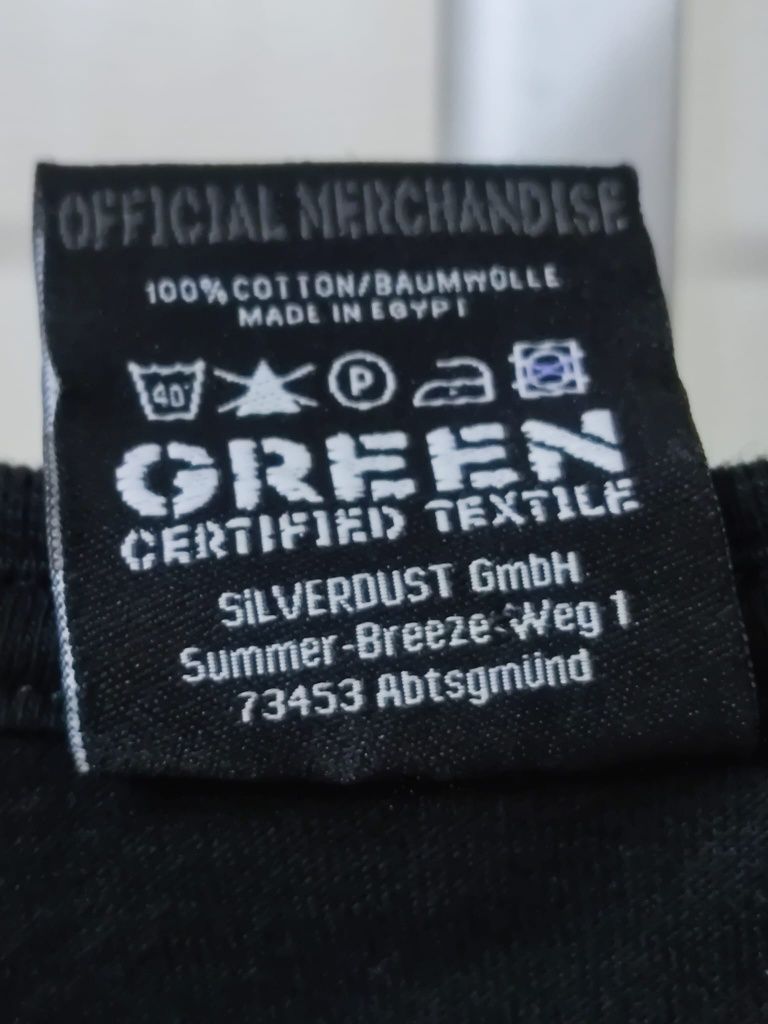 OFFICIAL MERCHANDISE
100% COTTON/BAUMWOLLE
MADE IN EGYPT
40° P
GREEN
CERTIFIED TEXTILE
SiLVERDUST GmbH
Summer-Breeze-Weg 1
73453 Abtsgmünd